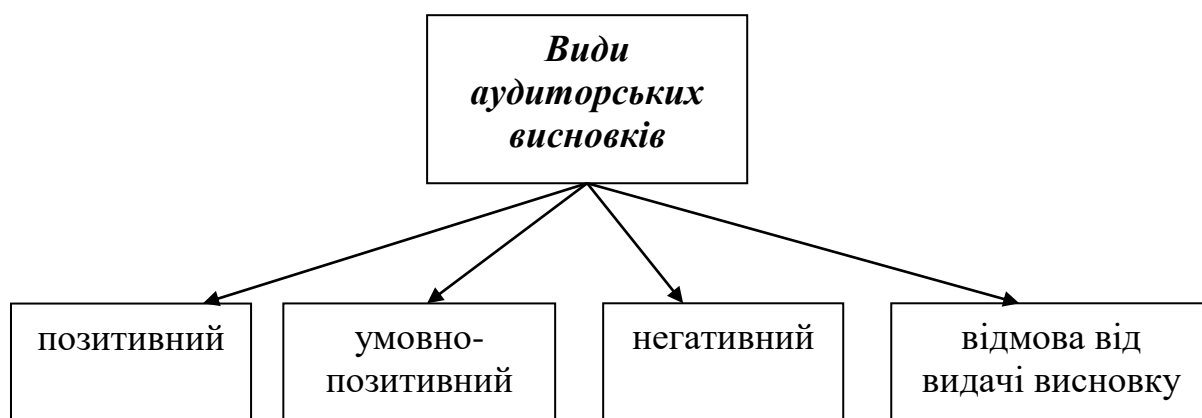 Види
аудиторських
висновків
позитивний
умовно-
позитивний
негативний
відмова від
видачі висновку